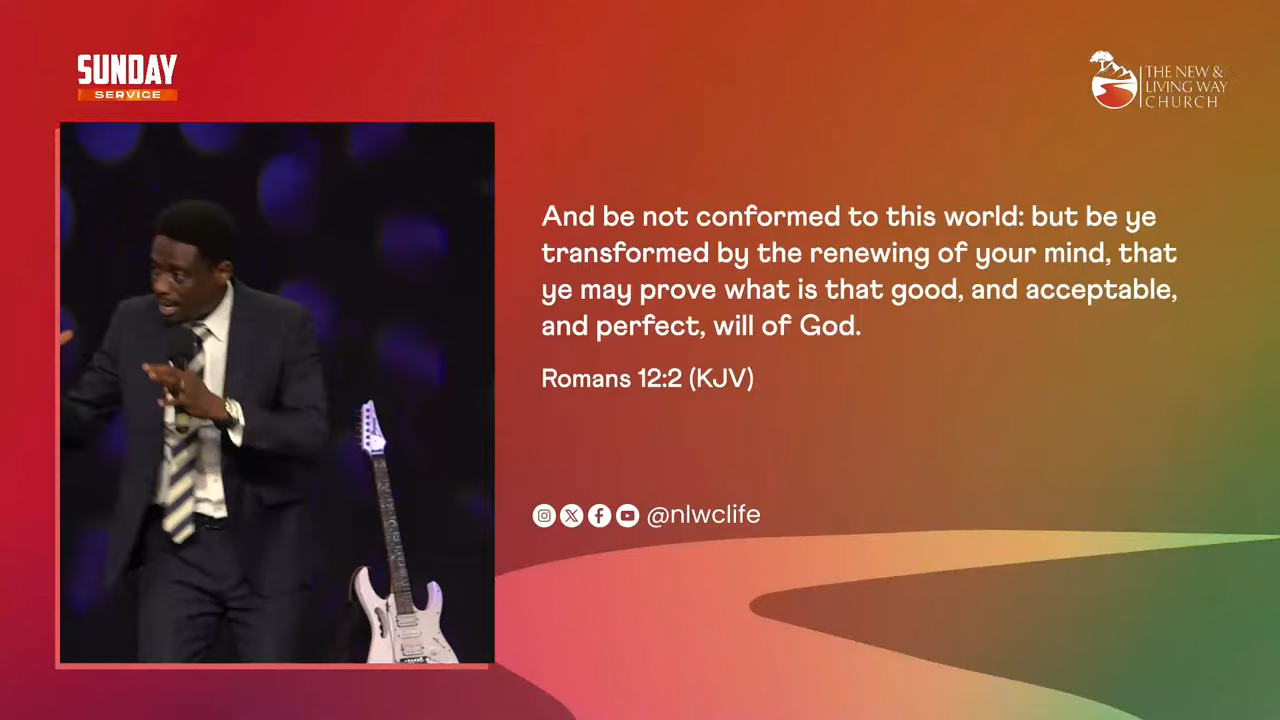 SUNDAY
SERVICE
THE NEW &
LIVING WAY
CHURCH
And be not conformed to this world: but be ye
transformed by the renewing of your mind, that
ye may prove what is that good, and acceptable,
and perfect, will of God.
Romans 12:2 (KJV)
@nlwclife